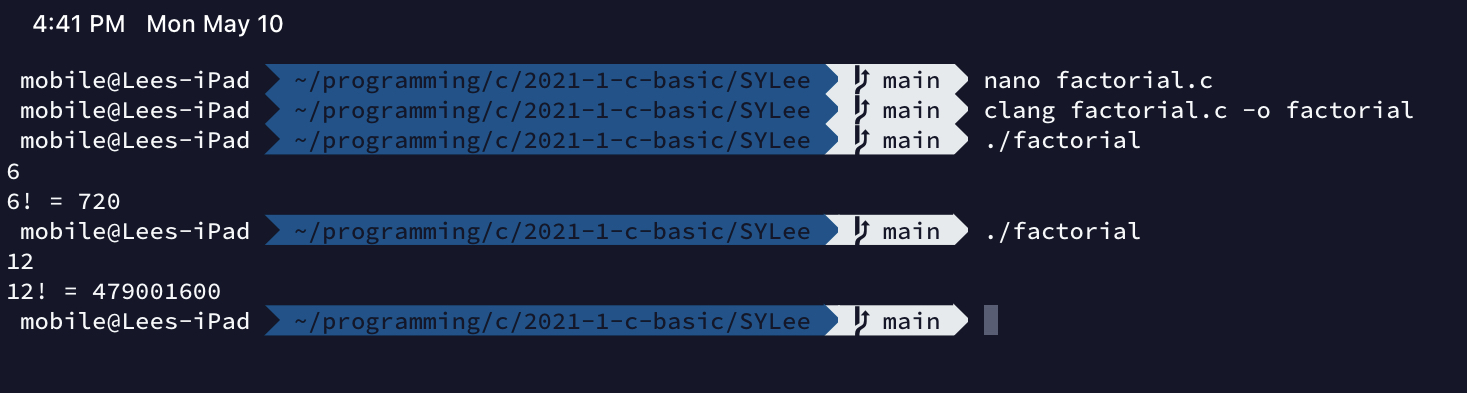 4:41 PM Mon May 10
mobile@Lees-iPad ~/programming/c/2021-1-c-basic/SYLee main nano factorial.c
mobile@Lees-iPad ~/programming/c/2021-1-c-basic/SYLee main clang factorial.c -o factorial
mobile@Lees-iPad ~/programming/c/2021-1-c-basic/SYLee main ./factorial
6
6! = 720
mobile@Lees-iPad ~/programming/c/2021-1-c-basic/SYLee main ./factorial
12
12! = 479001600
mobile@Lees-iPad ~/programming/c/2021-1-c-basic/SYLee main